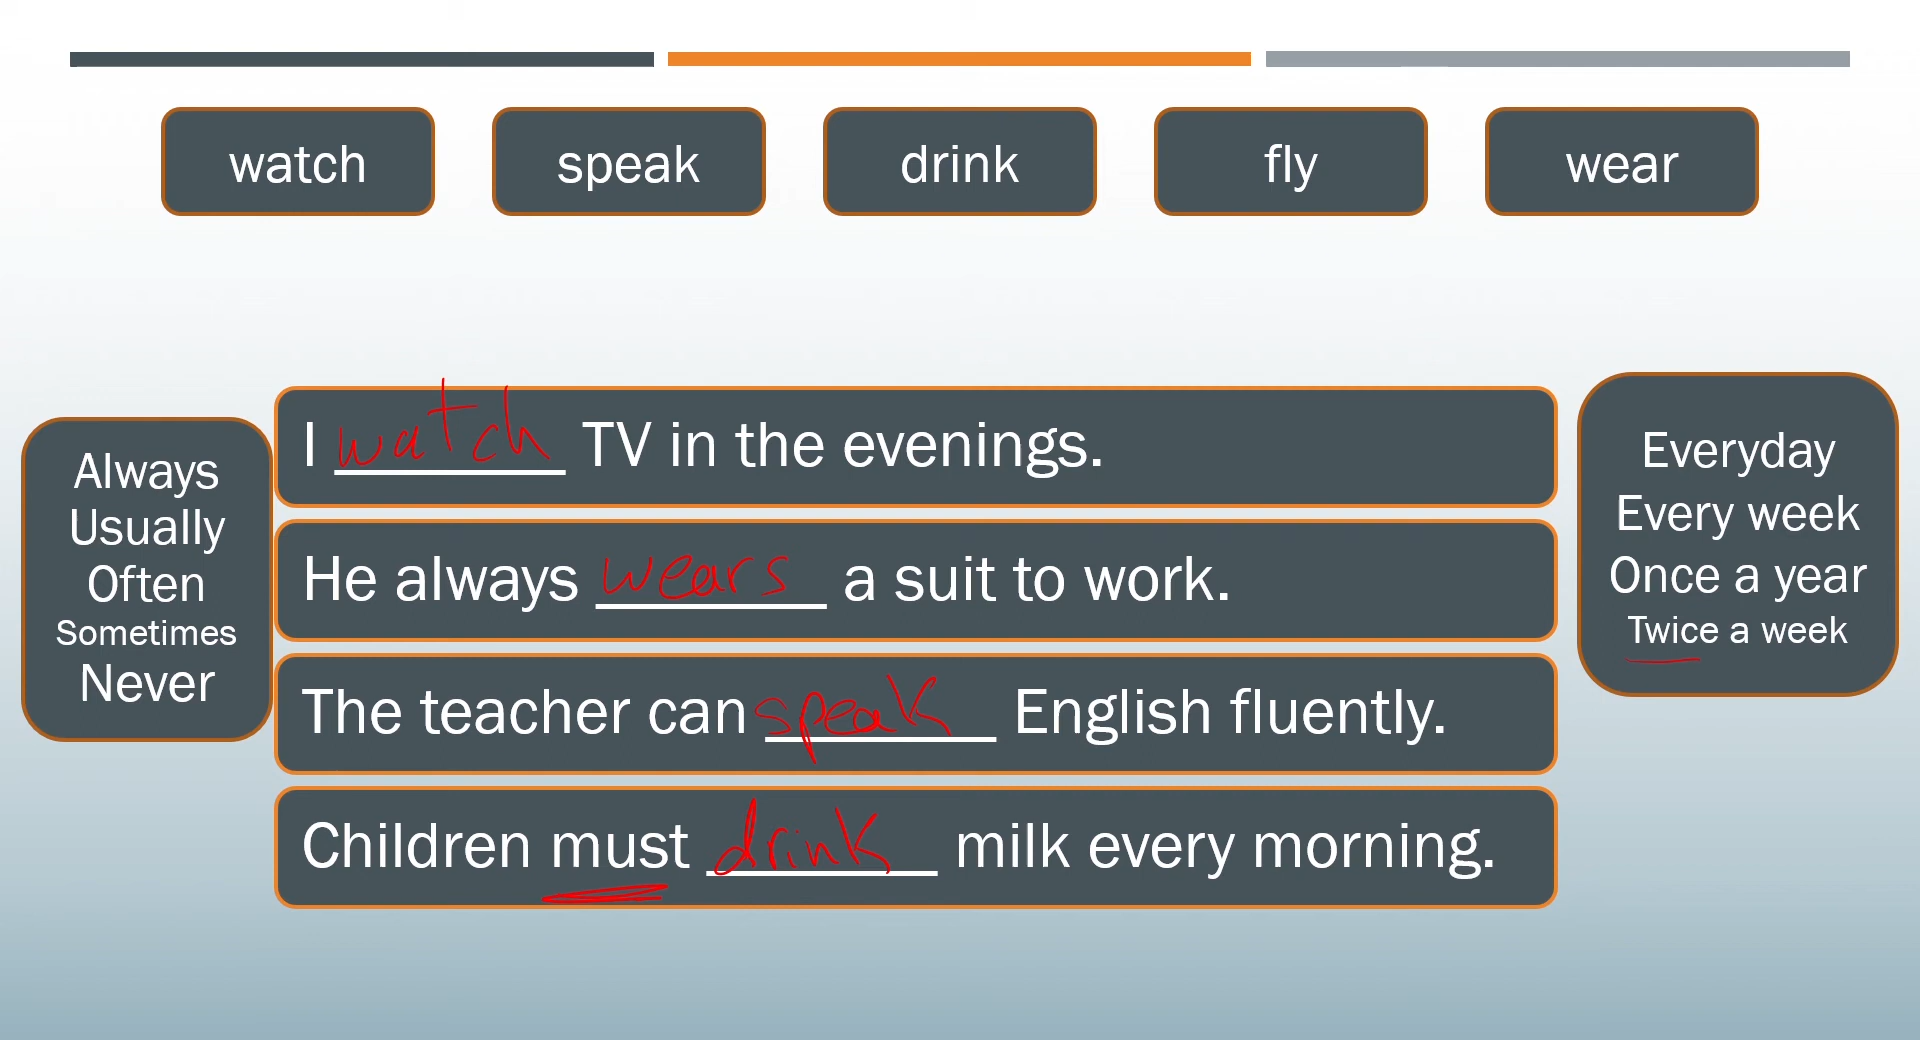 watch speak drink fly wear
I watch TV in the evenings.
He always wears a suit to work.
The teacher can speak English fluently.
Children must drink milk every morning.
Always
Usually
Often
Sometimes
Never
Everyday
Every week
Once a year
Twice a week